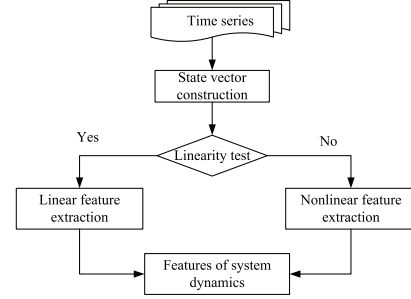 Time series
State vector
construction
Yes
No
Linearity test
Linear feature
extraction
Nonlinear feature
extraction
Features of system
dynamics